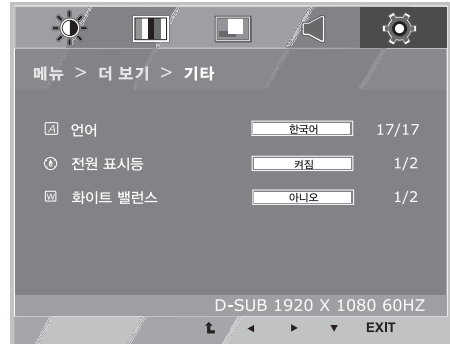 메뉴 > 더 보기 > 기타
언어 한국어 17/17
전원 표시등 켜짐 1/2
화이트 밸런스 아니오 1/2
D-SUB 1920 X 1080 60HZ
EXIT